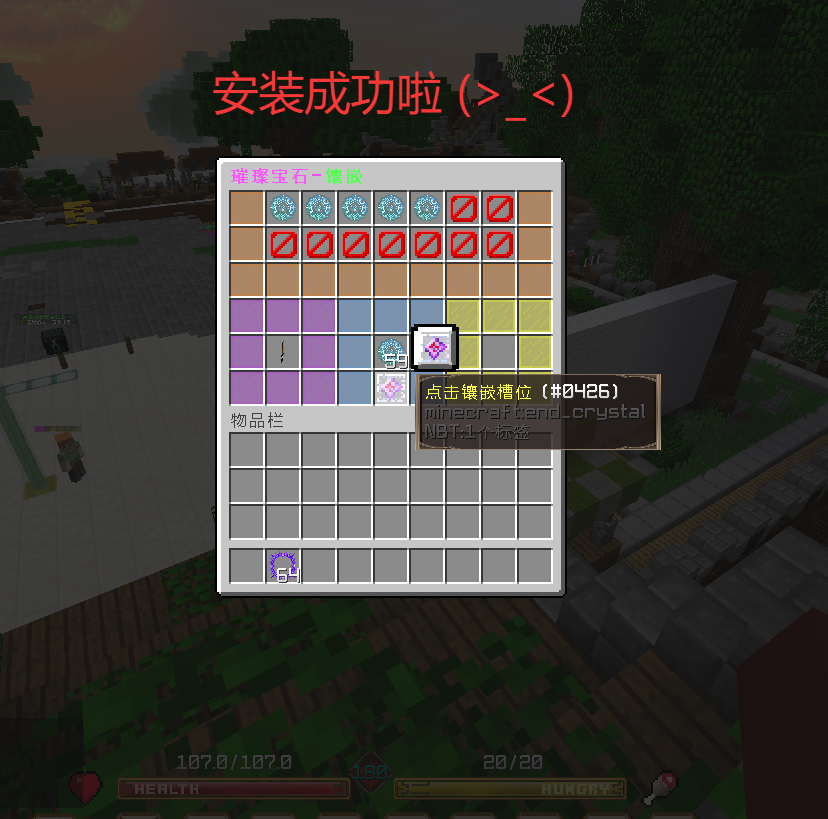 安装成功啦 (>_<)
璀璨宝石-镶嵌
59
点击镶嵌槽位 (#0426)
minecraft:end_crystal
NBT:1个标签
物品栏
64
107.0/107.0
180
20/20
HEALTH
HUNGRY